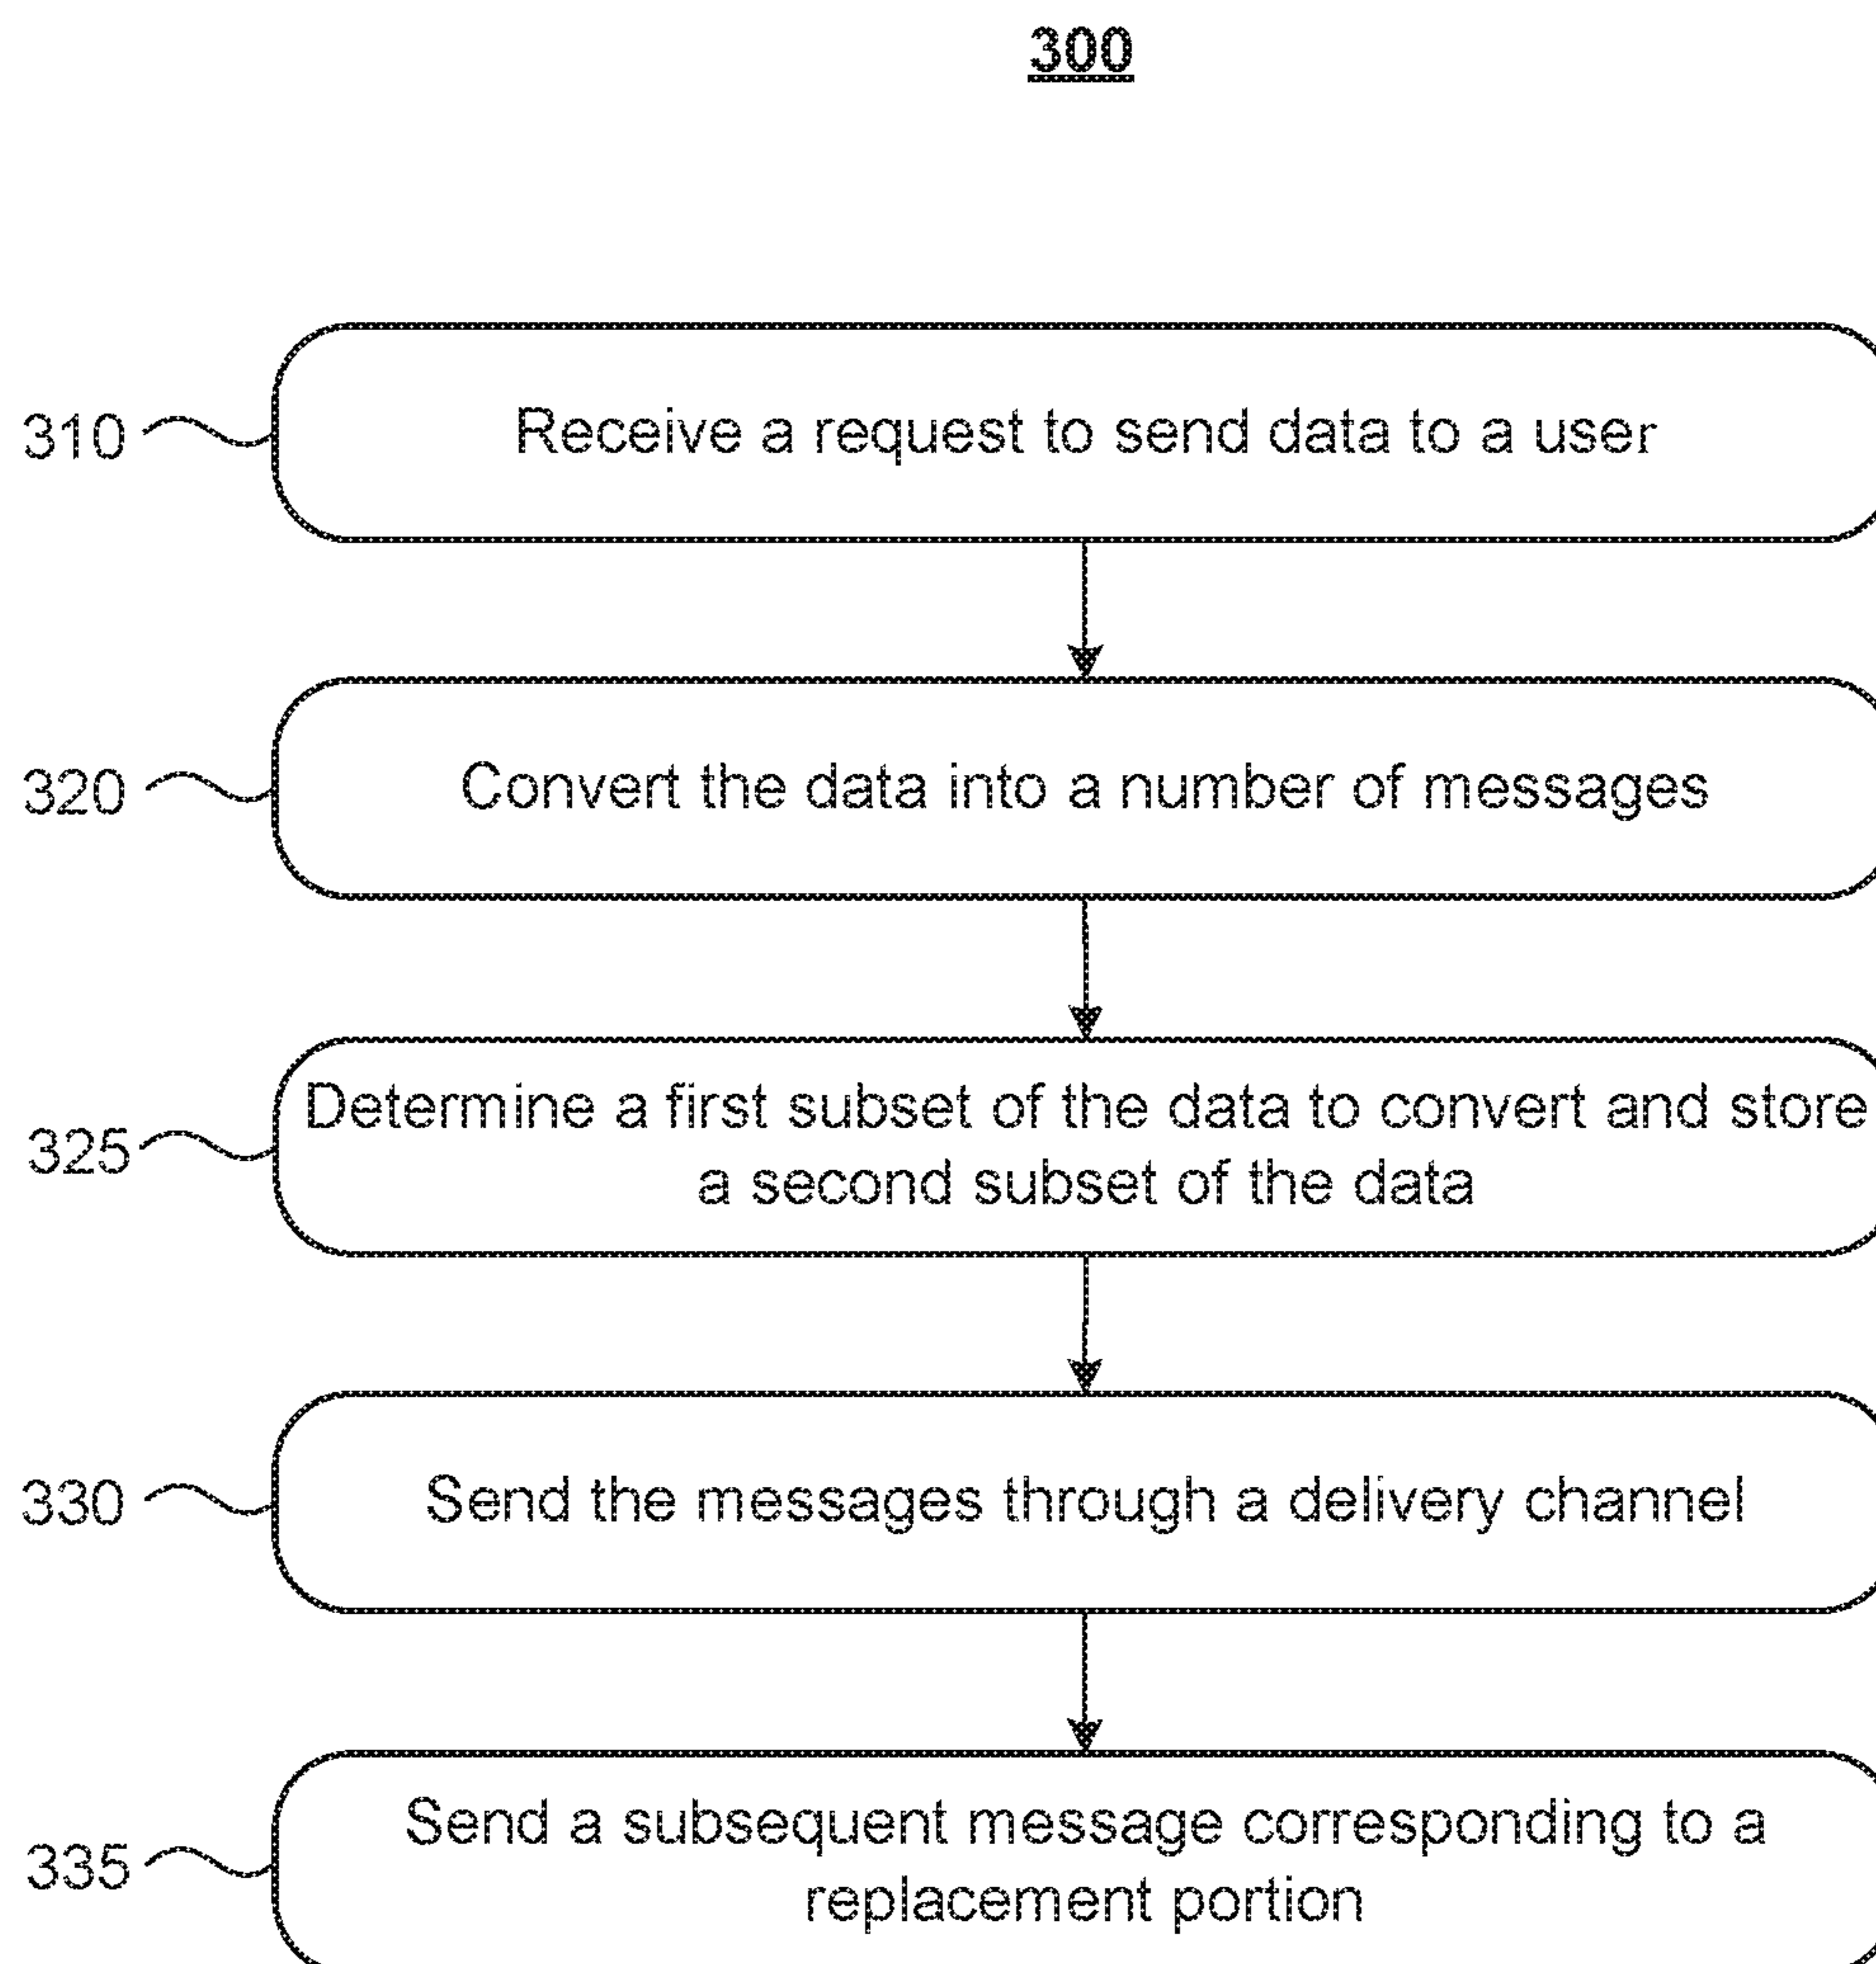 300
310 Receive a request to send data to a user
320 Convert the data into a number of messages
325 Determine a first subset of the data to convert and store
a second subset of the data
330 Send the messages through a delivery channel
335 Send a subsequent message corresponding to a
replacement portion